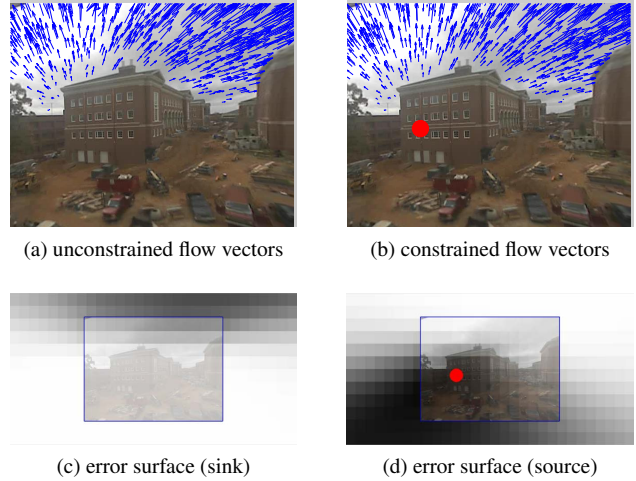 (a) unconstrained flow vectors
(b) constrained flow vectors
(c) error surface (sink)
(d) error surface (source)